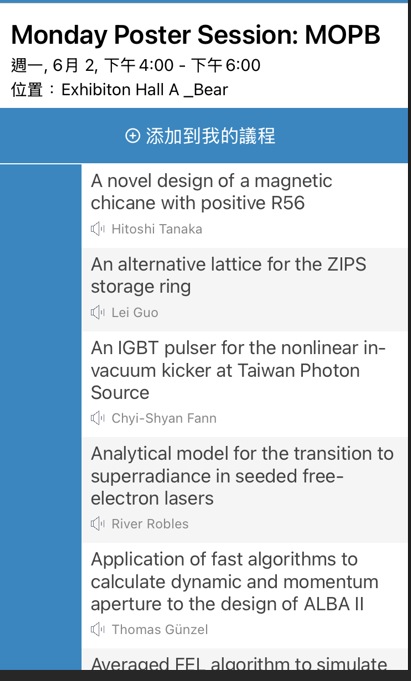 Monday Poster Session: MOPB
週一, 6月 2, 下午4:00 - 下午6:00
位置：Exhibiton Hall A _Bear
添加到我的議程
A novel design of a magnetic
chicane with positive R56
Hitoshi Tanaka
An alternative lattice for the ZIPS
storage ring
Lei Guo
An IGBT pulser for the nonlinear in-
vacuum kicker at Taiwan Photon
Source
Chyi-Shyan Fann
Analytical model for the transition to
superradiance in seeded free-
electron lasers
River Robles
Application of fast algorithms to
calculate dynamic and momentum
aperture to the design of ALBA II
Thomas Günzel
Averaged FEL algorithm to simulate